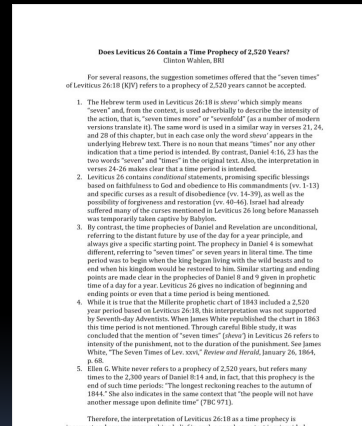 Does Leviticus 26 Contain a Time Prophecy of 2,520 Years?
Clinton Wahlen, BRI
For several reasons, the suggestion sometimes offered that the "seven times"
of Leviticus 26:18 (KJV) refers to a prophecy of 2,520 years cannot be accepted.
1. The Hebrew term used in Leviticus 26:18 is sheva' which simply means
"seven" and, from the context, is used adverbially to describe the intensity of
the action, that is, "seven times more" or "sevenfold" (as a number of modern
versions translate it). The same word is used in a similar way in verses 21, 24,
and 28 of this chapter, but in each case only the word sheva' appears in the
underlying Hebrew text. There is no noun that means "times" nor any other
indication that a time period is intended. By contrast, Daniel 4:16, 23 has the
two words "seven" and "times" in the original text. Also, the interpretation in
verses 24-26 makes clear that a time period is intended.
2. Leviticus 26 contains conditional statements, promising specific blessings
based on faithfulness to God and obedience to His commandments (vv. 1-13)
and specific curses as a result of disobedience (vv. 14-39), as well as the
possibility of forgiveness and restoration (vv. 40-46). Israel had already
suffered many of the curses mentioned in Leviticus 26 long before Manasseh
was temporarily taken captive by Babylon.
3. By contrast, the time prophecies of Daniel and Revelation are unconditional,
referring to the distant future by use of the day for a year principle, and
always give a specific starting point. The prophecy in Daniel 4 is somewhat
different, referring to "seven times" or seven years in literal time. The time
period was to begin when the king began living with the wild beasts and to
end when his kingdom would be restored to him. Similar starting and ending
points are made clear in the prophecies of Daniel 8 and 9 given in prophetic
time of a day for a year. Leviticus 26 gives no indication of beginning and
ending points or even that a time period is being mentioned.
4. While it is true that the Millerite prophetic chart of 1843 included a 2,520
year period based on Leviticus 26:18, this interpretation was not supported
by Seventh-day Adventists. When James White republished the chart in 1863
this time period is not mentioned. Through careful Bible study, it was
concluded that the mention of "seven times" (sheva') in Leviticus 26 refers to
intensity of the punishment, not to the duration of the punishment. See James
White, "The Seven Times of Lev. xxvi," Review and Herald, January 26, 1864,
p. 68.
5. Ellen G. White never refers to a prophecy of 2,520 years, but refers many
times to the 2,300 years of Daniel 8:14 and, in fact, that this prophecy is the
end of such time periods: "The longest reckoning reaches to the autumn of
1844." She also indicates in the same context that "the people will not have
another message upon definite time" (7BC 971).
Therefore, the interpretation of Leviticus 26:18 as a time prophecy is